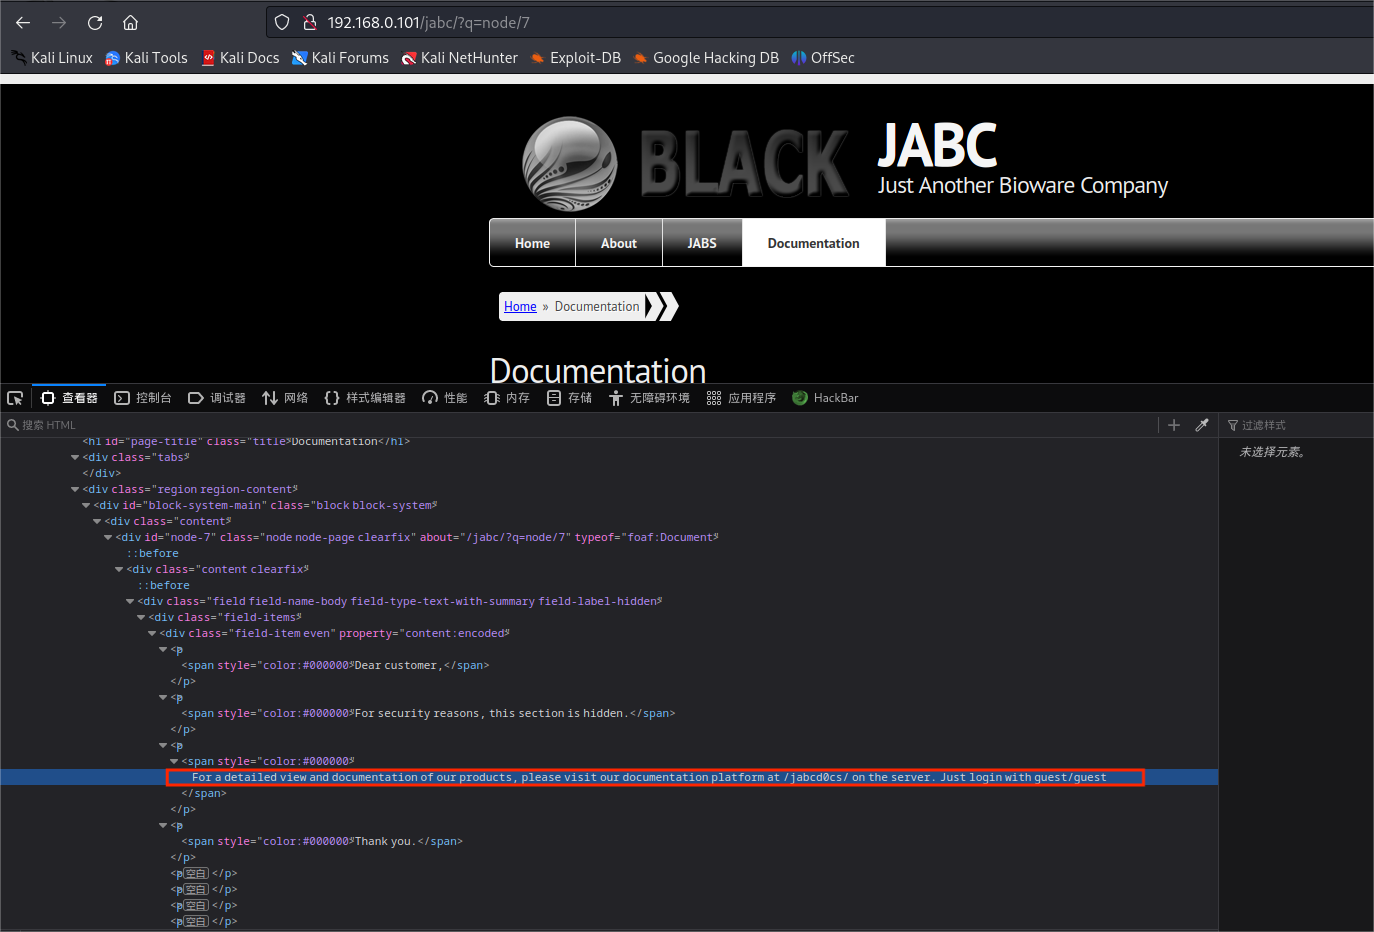 192.168.0.101/jabc/?q=node/7
Kali Linux Kali Tools Kali Docs Kali Forums Kali NetHunter Exploit-DB Google Hacking DB OffSec
BLACK
JABC
Just Another Bioware Company
Home About JABS Documentation
Home » Documentation
Documentation
查看器 控制台 调试器 网络 {} 样式编辑器 性能 内存 存储 无障碍环境 应用程序 HackBar
搜索 HTML
过滤样式
未选择元素。
<h1 id="page-title" class="title">Documentation</h1>
<div class="tabs">
</div>
<div class="region region-content">
<div id="block-system-main" class="block block-system">
<div class="content">
<div id="node-7" class="node node-page clearfix" about="/jabc/?q=node/7" typeof="foaf:Document">
::before
<div class="content clearfix">
::before
<div class="field field-name-body field-type-text-with-summary field-label-hidden">
<div class="field-items">
<div class="field-item even" property="content:encoded">
<p>
<span style="color:#000000">Dear customer,</span>
</p>
<p>
<span style="color:#000000">For security reasons, this section is hidden.</span>
</p>
<p>
<span style="color:#000000">
For a detailed view and documentation of our products, please visit our documentation platform at /jabcd0cs/ on the server. Just login with guest/guest
</span>
</p>
<p>
<span style="color:#000000">Thank you.</span>
</p>
<p>空白</p>
<p>空白</p>
<p>空白</p>
<p>空白</p>